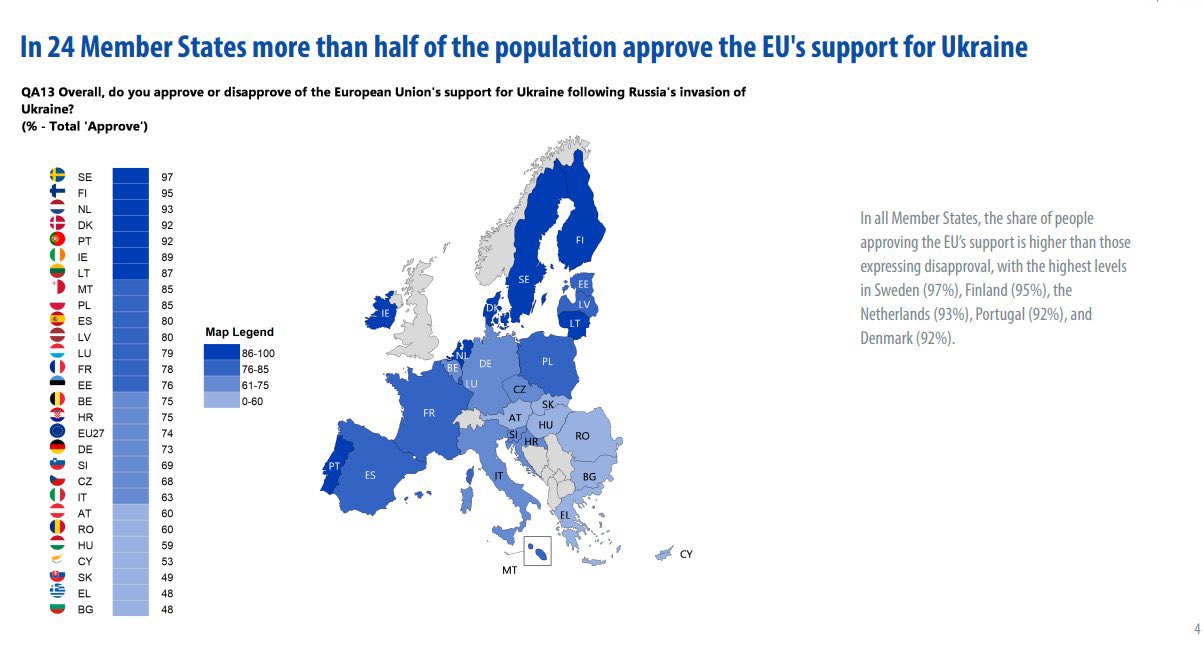 In 24 Member States more than half of the population approve the EU's support for Ukraine
QA13 Overall, do you approve or disapprove of the European Union's support for Ukraine following Russia's invasion of
Ukraine?
(% - Total 'Approve')
SE 97
FI 95
NL 93
DK 92
PT 92
IE 89
LT 87
MT 85
PL 85
ES 80
LV 80
LU 79
FR 78
EE 76
BE 75
HR 75
EU27 74
DE 73
SI 69
CZ 68
IT 63
AT 60
RO 60
HU 59
CY 53
SK 49
EL 48
BG 48
Map Legend
86-100
76-85
61-75
0-60
FI
SE
EE
LV
LT
DK
IE
NL
BE
DE
LU
PL
CZ
SK
FR
AT
HU
SI
HR
RO
PT
ES
IT
BG
EL
MT
CY
In all Member States, the share of people
approving the EU's support is higher than those
expressing disapproval, with the highest levels
in Sweden (97%), Finland (95%), the
Netherlands (93%), Portugal (92%), and
Denmark (92%).
4